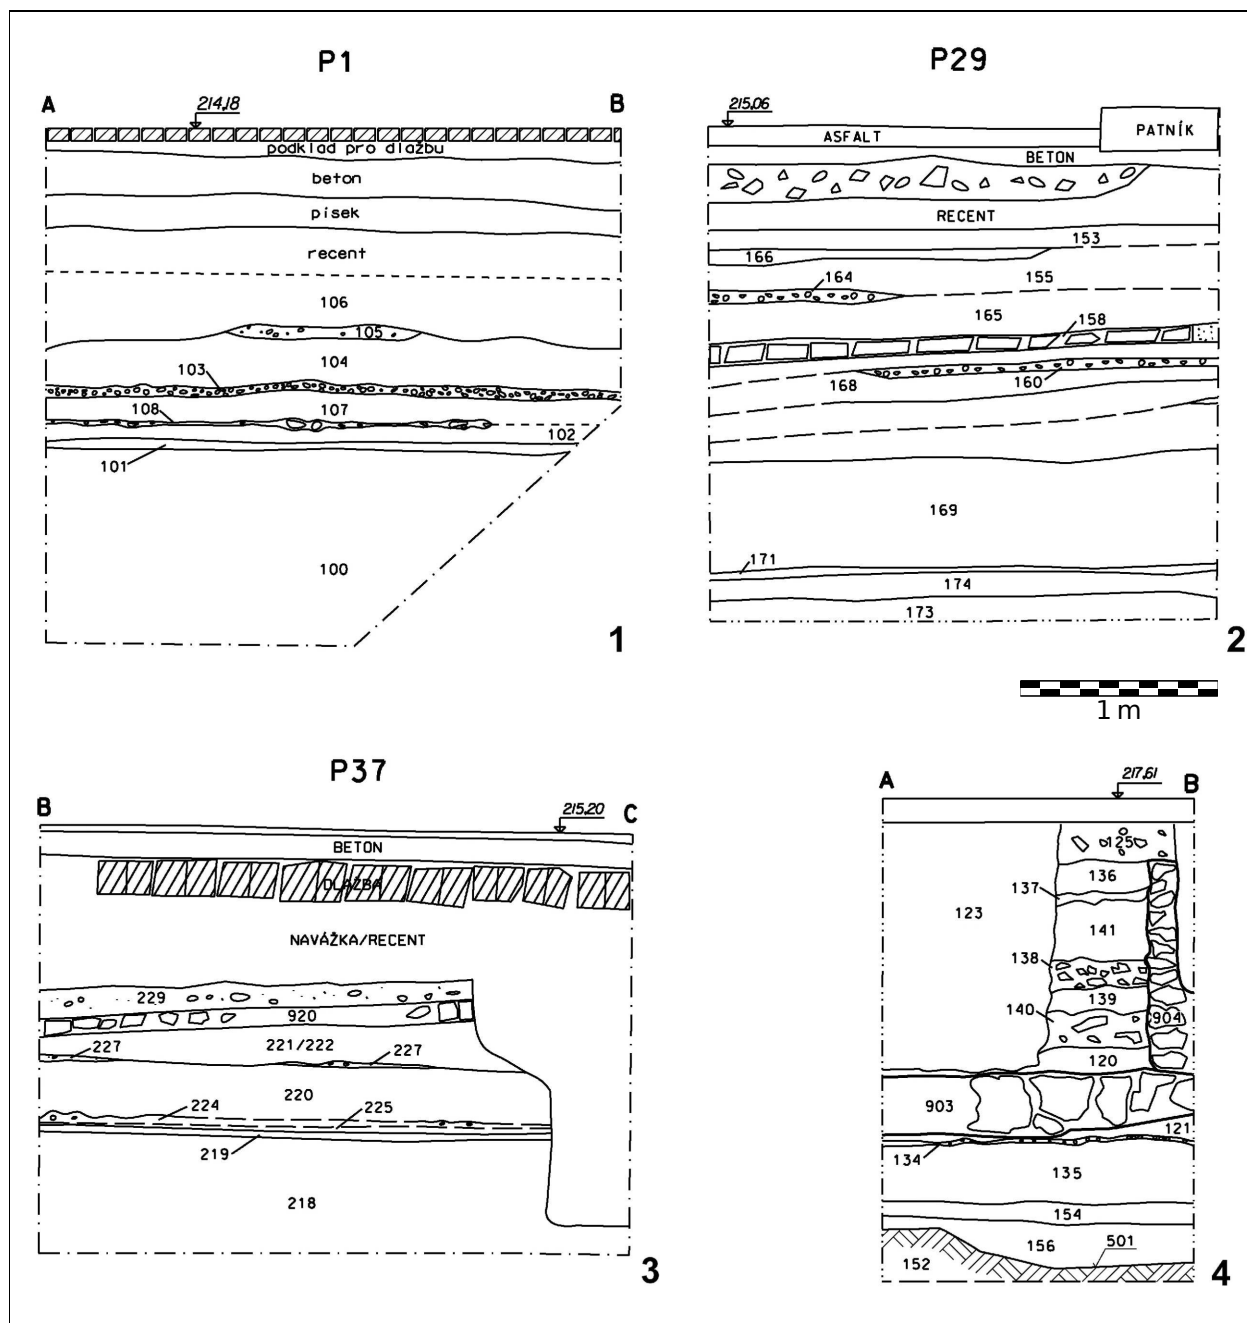 P1
A
214,18
B
podklad pro dlažbu
beton
písek
recent
106
105
104
103
107
108
102
101
100
1
P29
215,06
ASFALT
PATNÍK
BETON
RECENT
153
166
164
155
165
158
168
160
169
171
174
173
2
1 m
P37
B
215,20
C
BETON
DLAŽBA
NAVÁŽKA/RECENT
229
920
227
221/222
227
220
224
225
219
218
3
A
217,61
B
125
136
137
123
141
138
139
140
904
120
903
121
134
135
154
156
501
152
4